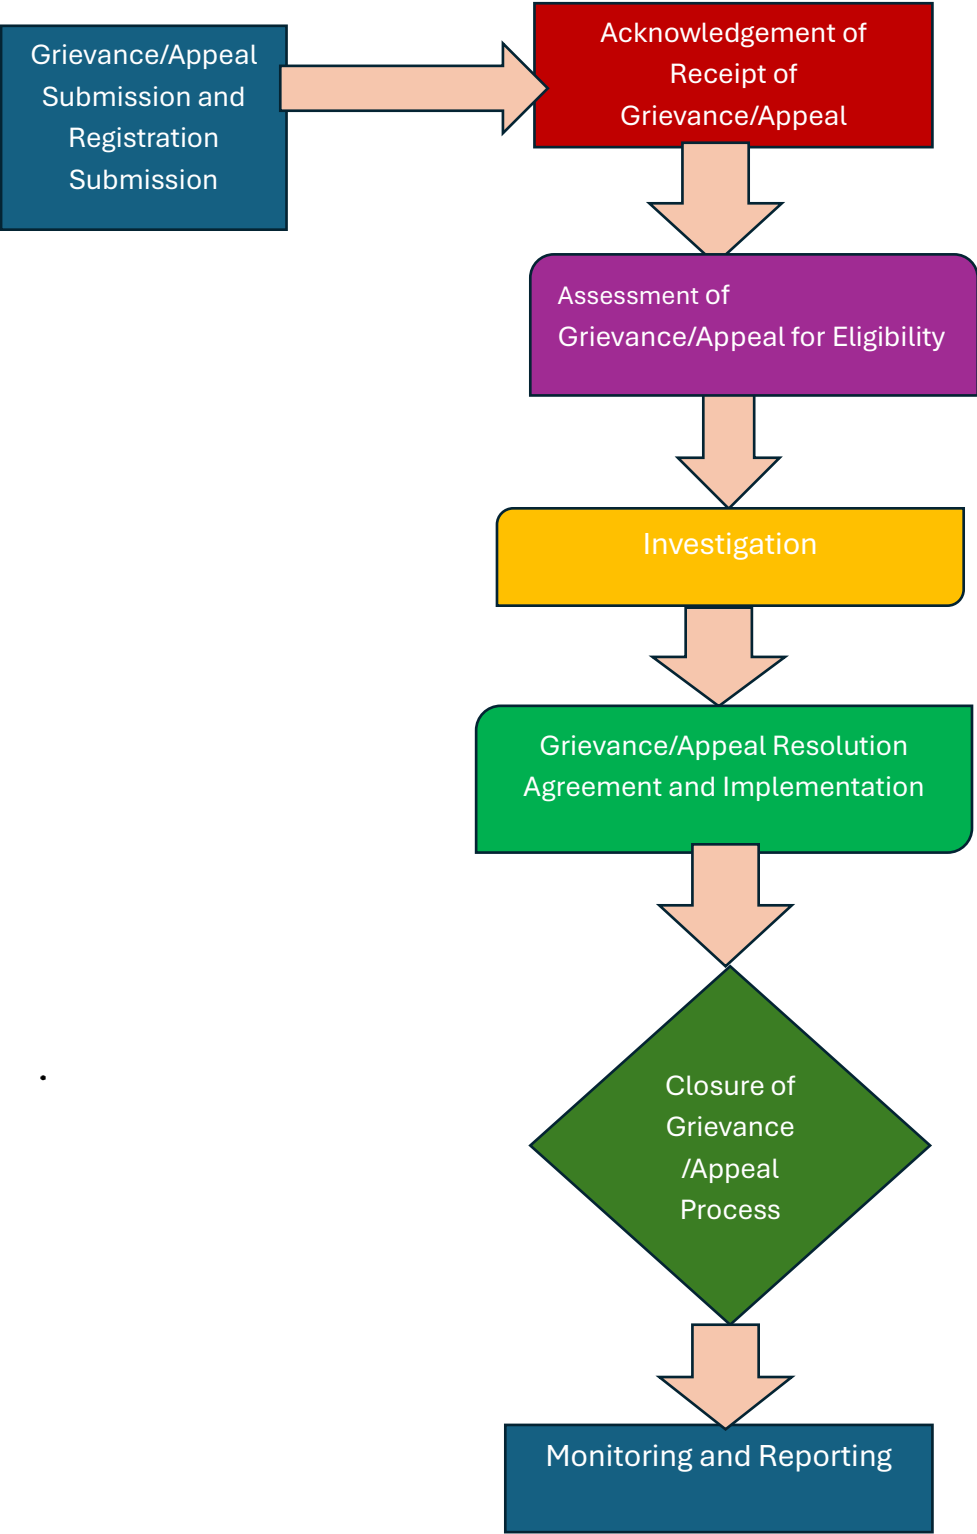 Grievance/Appeal
Submission and
Registration
Submission
Acknowledgement of
Receipt of
Grievance/Appeal
Assessment of
Grievance/Appeal for Eligibility
Investigation
Grievance/Appeal Resolution
Agreement and Implementation
.
Closure of
Grievance
/Appeal
Process
Monitoring and Reporting